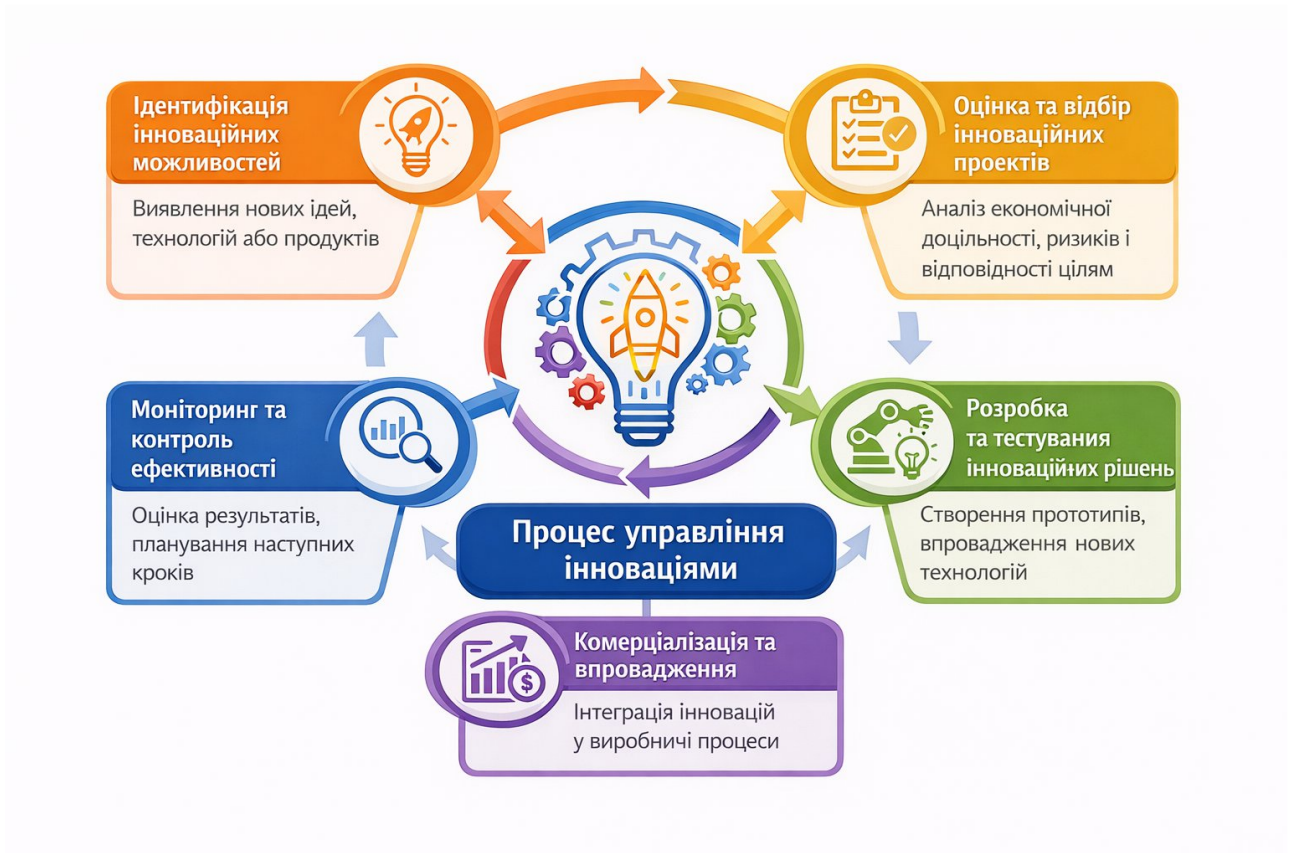 Ідентифікація
інноваційних
можливостей
Виявлення нових ідей,
технологій або продуктів
Оцінка та відбір
інноваційних
проектів
Аналіз економічної
доцільності, ризиків і
відповідності цілям
Моніторинг та
контроль
ефективності
Оцінка результатів,
планування наступних
кроків
Розробка
та тестування
інноваційних рішень
Створення прототипів,
впровадження нових
технологій
Процес управління
інноваціями
Комерціалізація та
впровадження
Інтеграція інновацій
у виробничі процеси
$